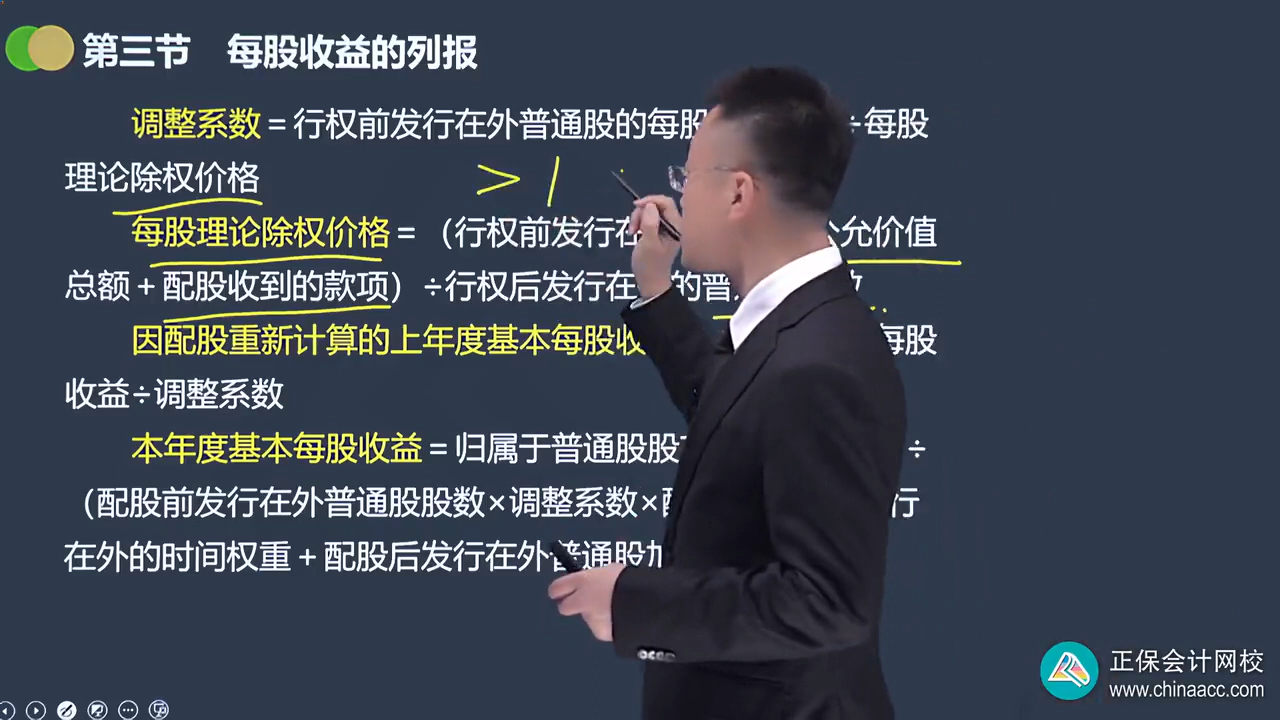 第三节 每股收益的列报
调整系数=行权前发行在外普通股的每股 ÷每股
理论除权价格
>1
每股理论除权价格=（行权前发行在 公允价值
总额+配股收到的款项）÷行权后发行在 的普
因配股重新计算的上年度基本每股收 每股
收益÷调整系数
本年度基本每股收益=归属于普通股股 ÷
（配股前发行在外普通股股数×调整系数× 行
在外的时间权重+配股后发行在外普通股加
正保会计网校
www.chinaacc.com